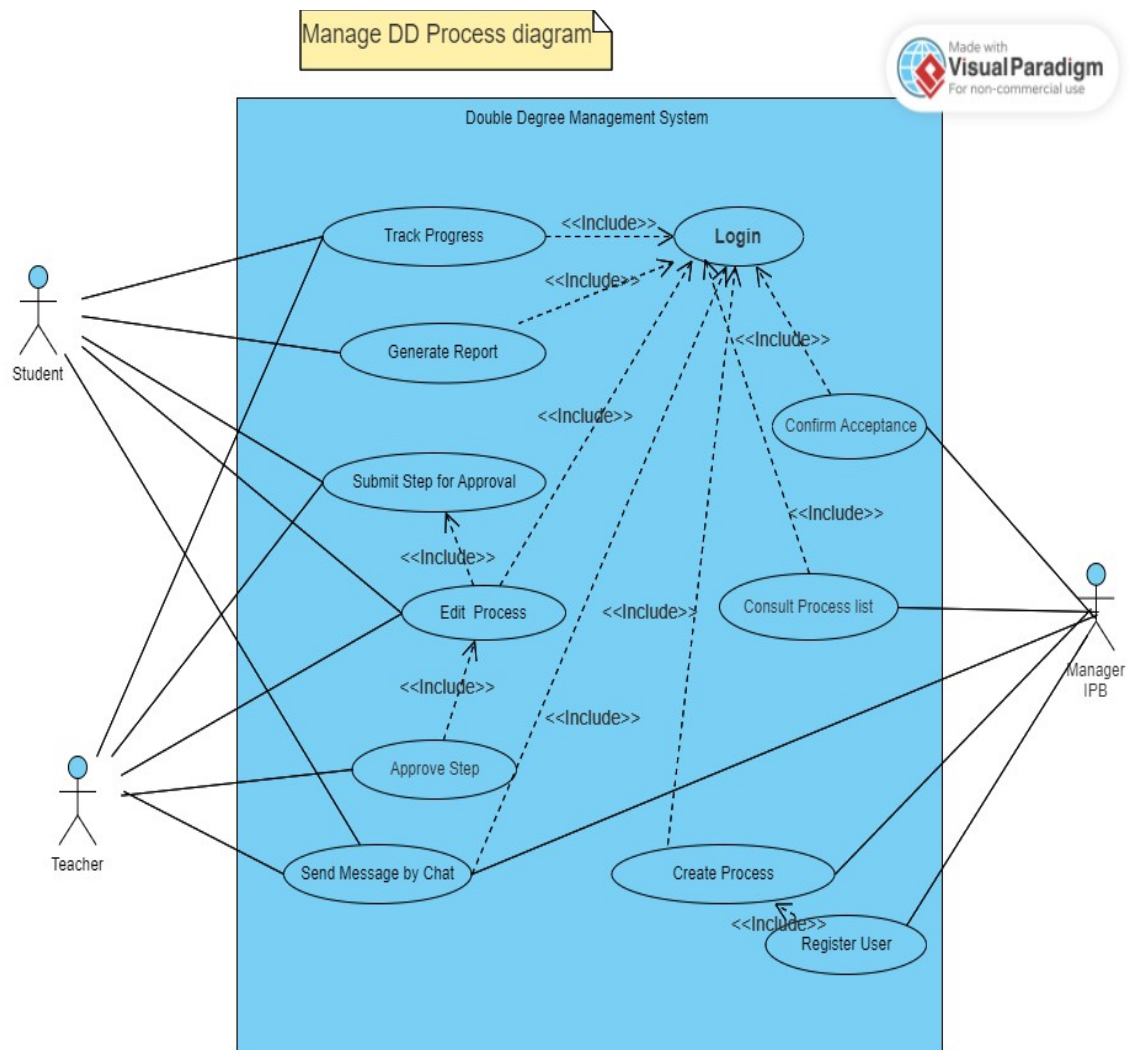 Manage DD Process diagram
Made with
Visual Paradigm
For non-commercial use
Double Degree Management System
Track Progress
<<Include>>
Login
<<Include>>
Student
Generate Report
<<Include>>
Confirm Acceptance
<<Include>>
Submit Step for Approval
<<Include>>
<<Include>>
Edit Process
<<Include>>
Consult Process list
Manager
IPB
<<Include>>
<<Include>>
Approve Step
Teacher
Send Message by Chat
Create Process
<<Include>>
Register User